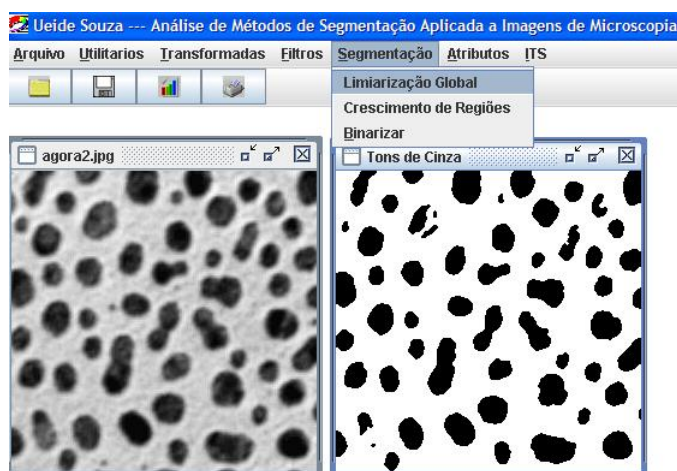 Ueide Souza --- Análise de Métodos de Segmentação Aplicada a Imagens de Microscopia
Arquivo Utilitarios Transformadas Filtros Segmentação Atributos ITS
Limiarização Global
Crescimento de Regiões
Binarizar
agora2.jpg
Tons de Cinza